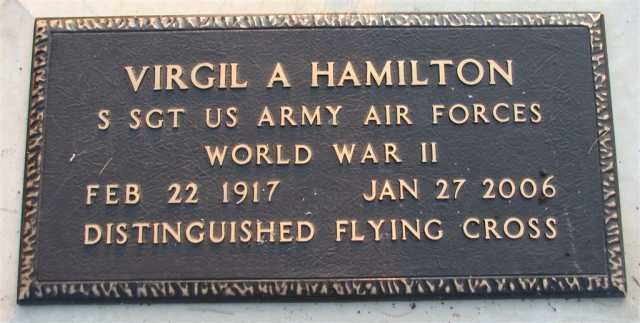 VIRGIL A HAMILTON
S SGT US ARMY AIR FORCES
WORLD WAR II
FEB 22 1917 JAN 27 2006
DISTINGUISHED FLYING CROSS